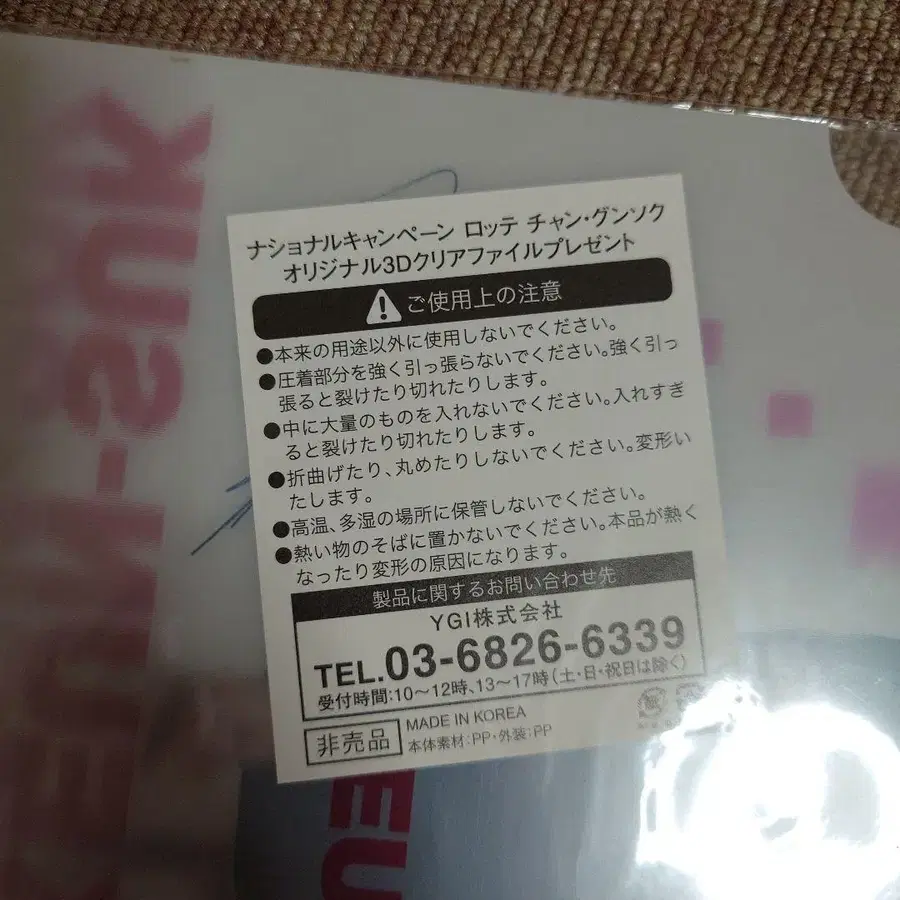 ナショナルキャンペーン ロッテ チャン・グンソク
オリジナル3Dクリアファイルプレゼント
ご使用上の注意
●本来の用途以外に使用しないでください。
●圧着部分を強く引っ張らないでください。強く引っ
張ると裂けたり切れたりします。
●中に大量のものを入れないでください。入れすぎ
ると裂けたり切れたりします。
●折曲げたり、丸めたりしないでください。変形い
たします。
●高温、多湿の場所に保管しないでください。
●熱い物のそばに置かないでください。本品が熱く
なったり変形の原因になります。
製品に関するお問い合わせ先
YGI株式会社
TEL.03-6826-6339
受付時間:10〜12時、13〜17時(土・日・祝日は除く)
非売品
MADE IN KOREA
本体素材:PP・外装:PP
EU